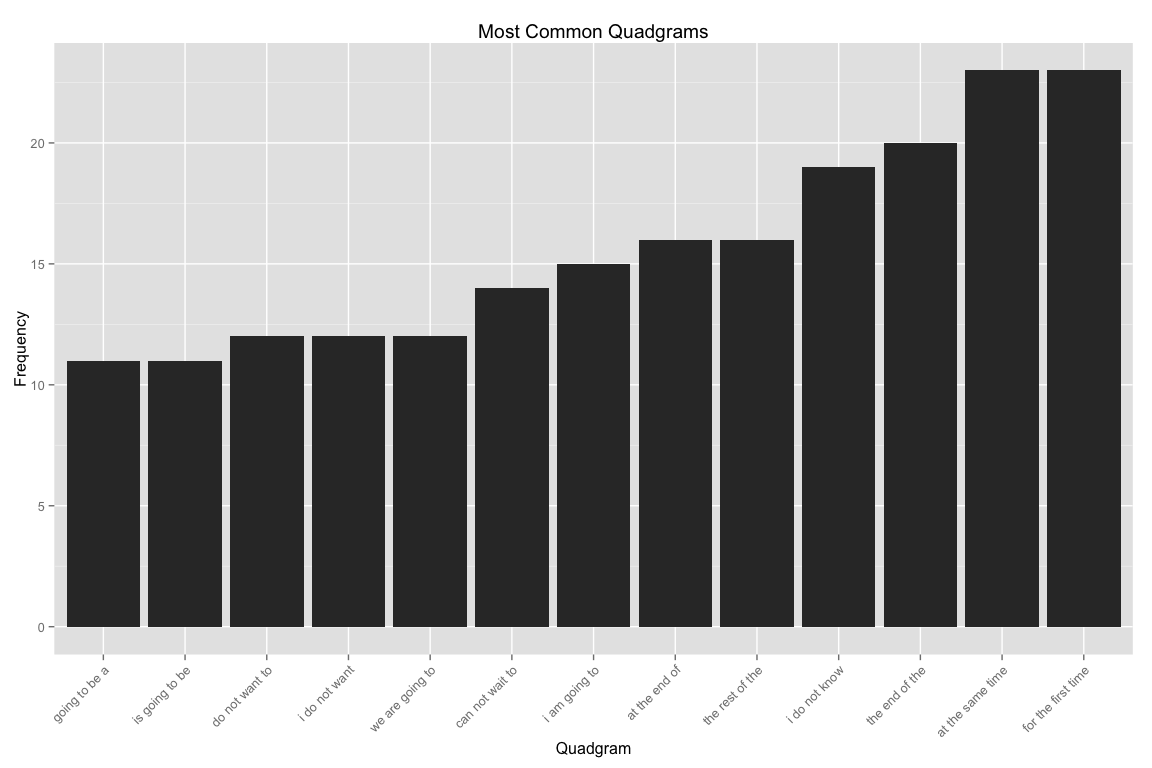 Most Common Quadgrams
Frequency
20
15
10
5
0
going to be a
is going to be
do not want to
i do not want
we are going to
can not wait to
i am going to
at the end of
the rest of the
i do not know
the end of the
at the same time
for the first time
Quadgram